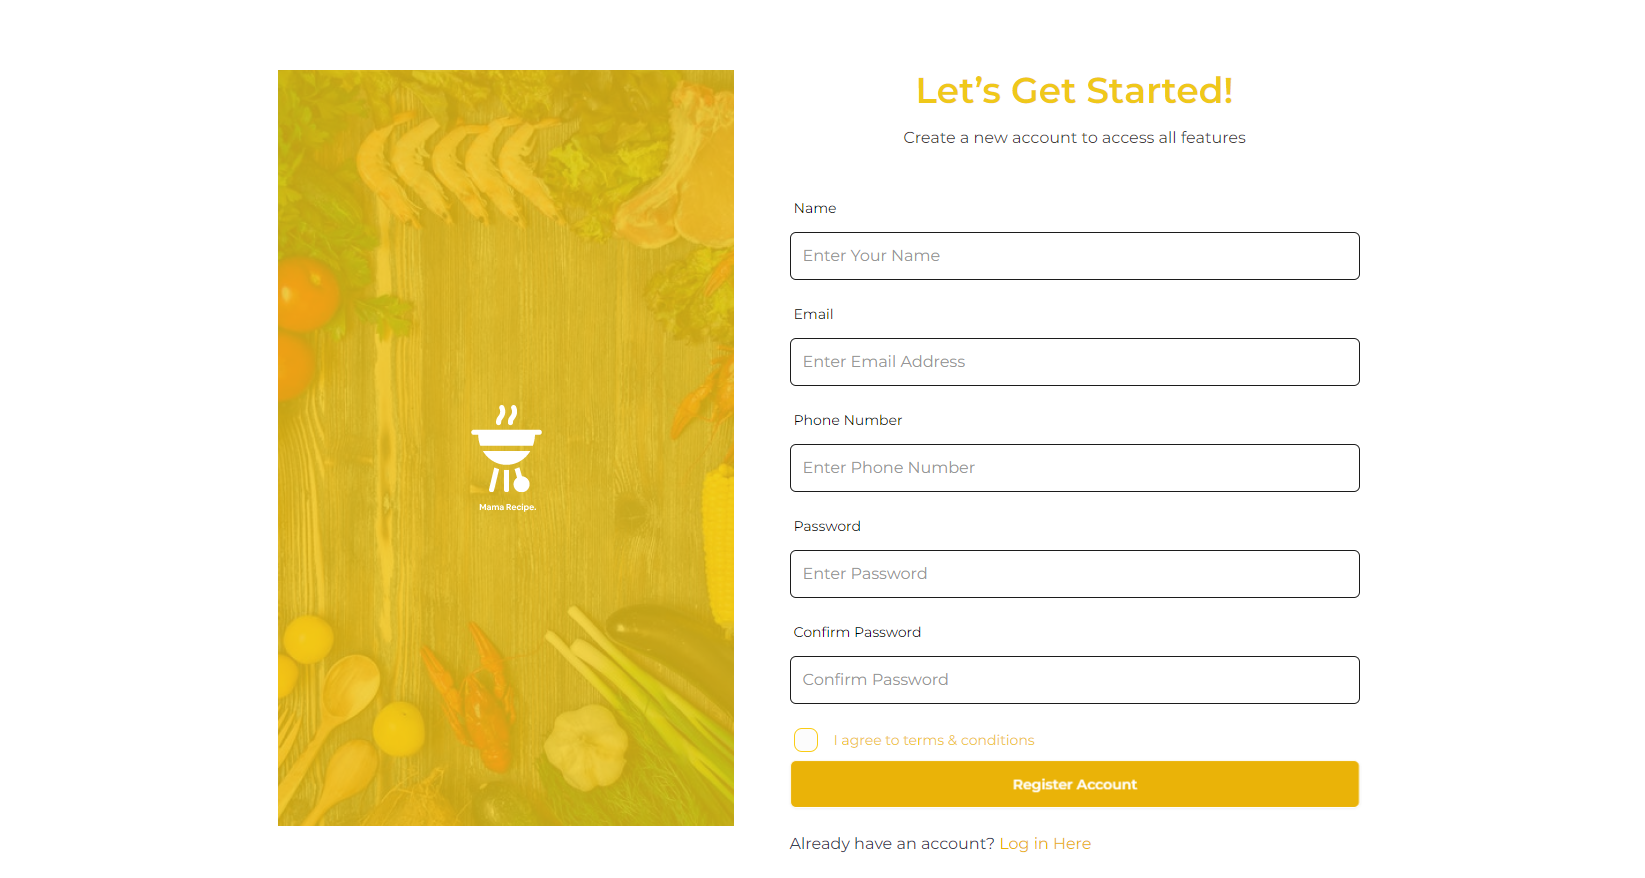 Mama Recipe.
Let’s Get Started!
Create a new account to access all features
Name
Enter Your Name
Email
Enter Email Address
Phone Number
Enter Phone Number
Password
Enter Password
Confirm Password
Confirm Password
I agree to terms & conditions
Register Account
Already have an account? Log in Here